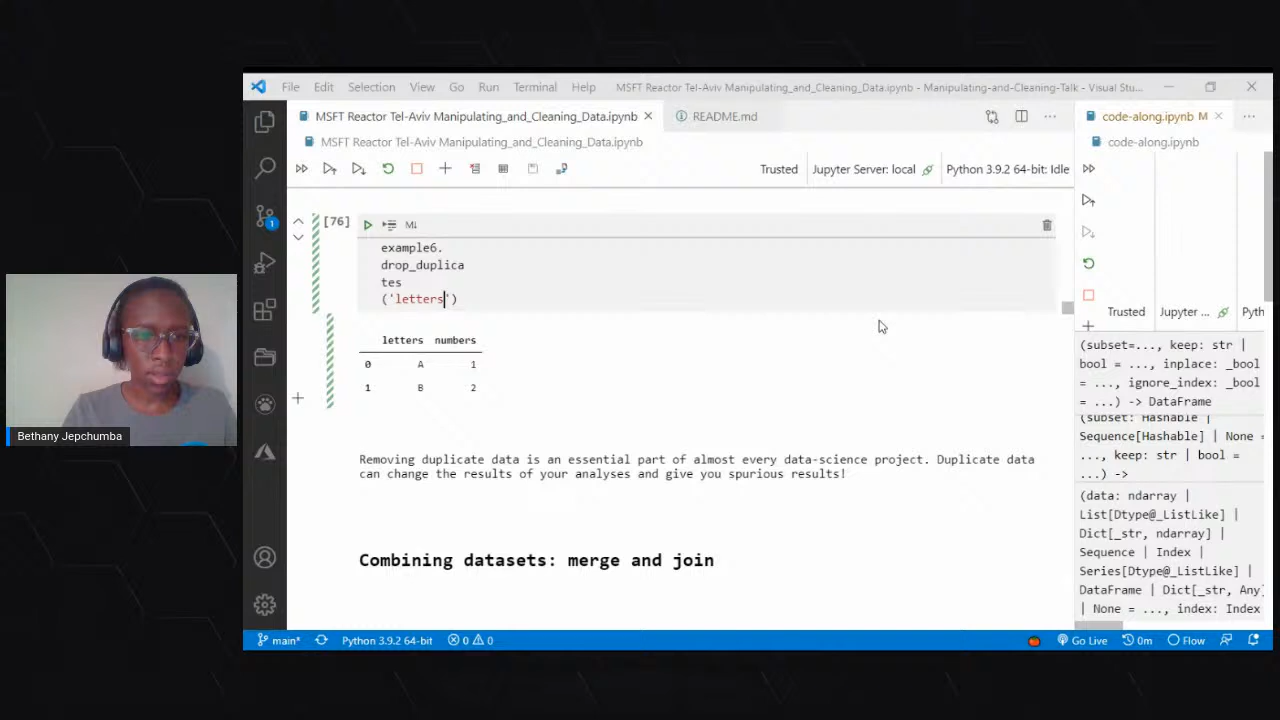 File Edit Selection View Go Run Terminal Help MSFT Reactor Tel-Aviv Manipulating_and_Cleaning_Data.ipynb - Manipulating-and-Cleaning-Talk - Visual Stu...
MSFT Reactor Tel-Aviv Manipulating_and_Cleaning_Data.ipynb README.md
MSFT Reactor Tel-Aviv Manipulating_and_Cleaning_Data.ipynb
Trusted Jupyter Server: local Python 3.9.2 64-bit: Idle
[76]
M↓
example6.
drop_duplica
tes
('letters')
letters numbers
0 A 1
1 B 2
Removing duplicate data is an essential part of almost every data-science project. Duplicate data
can change the results of your analyses and give you spurious results!
Combining datasets: merge and join
code-along.ipynb M
code-along.ipynb
Trusted Jupyter ... Pyth
(subset=..., keep: str |
bool = ..., inplace: _bool
= ..., ignore_index: _bool
= ...) -> DataFrame
(subset: Hashable |
Sequence[Hashable] | None =
..., keep: str | bool =
...) ->
(data: ndarray |
List[Dtype@_ListLike] |
Dict[_str, ndarray] |
Sequence | Index |
Series[Dtype@_ListLike] |
DataFrame | Dict[_str, Any]
| None = ..., index: Index
1
Bethany Jepchumba
main* Python 3.9.2 64-bit 0 0 Go Live 0m Flow